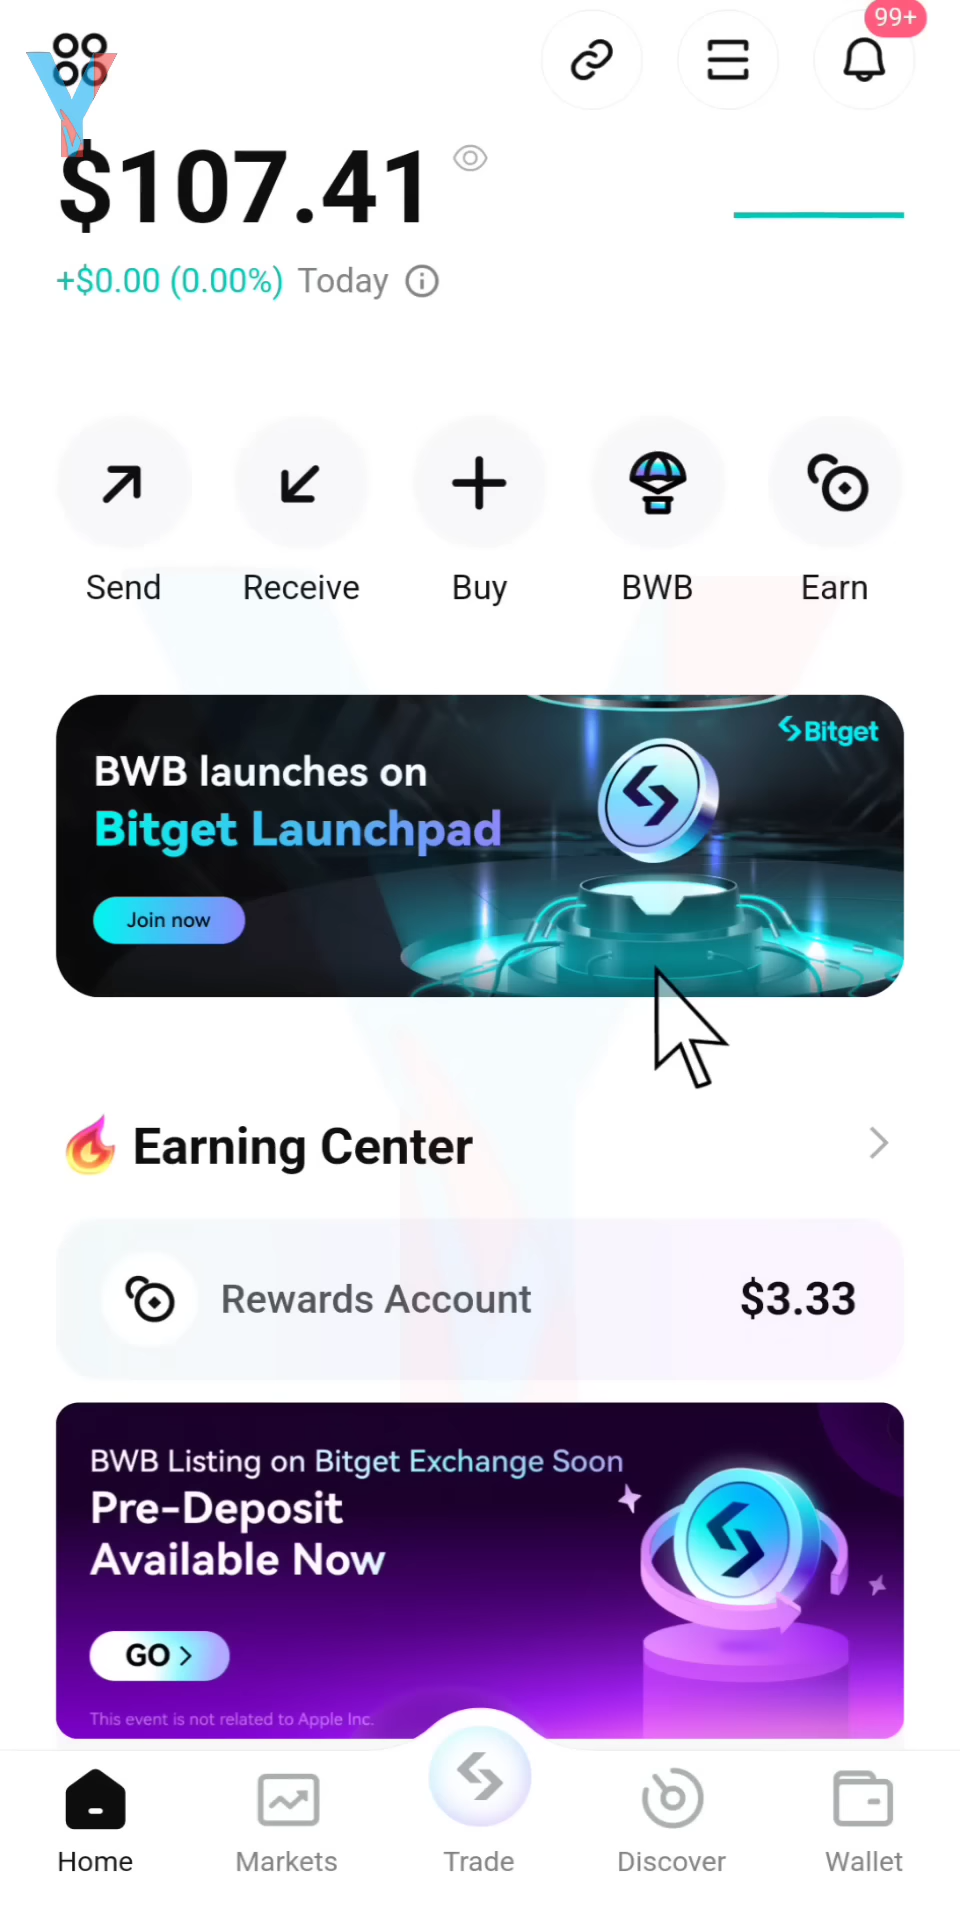 99+
$107.41
+$0.00 (0.00%) Today
Send Receive Buy BWB Earn
Bitget
BWB launches on
Bitget Launchpad
Join now
Earning Center
Rewards Account $3.33
BWB Listing on Bitget Exchange Soon
Pre-Deposit
Available Now
GO >
This event is not related to Apple Inc.
Home Markets Trade Discover Wallet